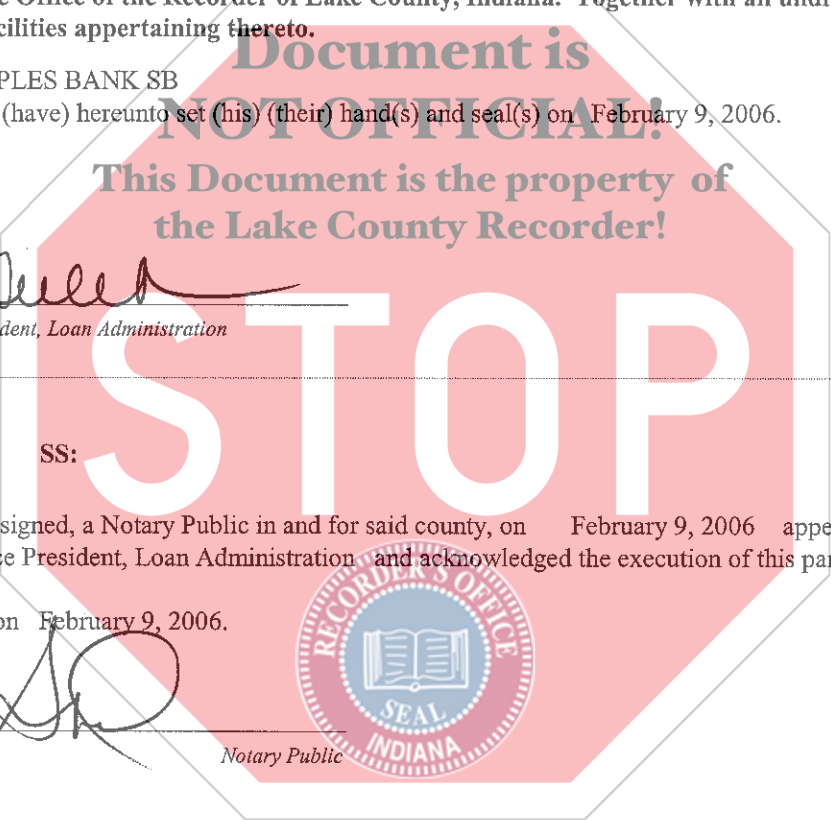 e Office of the Recorder of Lake County, Indiana. Together with an undi
cilities appertaining thereto.
Document is
PLES BANK SB
(have) hereunto set (his) (their) hand(s) and seal(s) on February 9, 2006.
NOT OFFICIAL!
This Document is the property of
the Lake County Recorder!
dent, Loan Administration
STOP
SS:
signed, a Notary Public in and for said county, on February 9, 2006 appe
ce President, Loan Administration and acknowledged the execution of this par
on February 9, 2006.
RECORDER'S OFFICE
SEAL
INDIANA
Notary Public